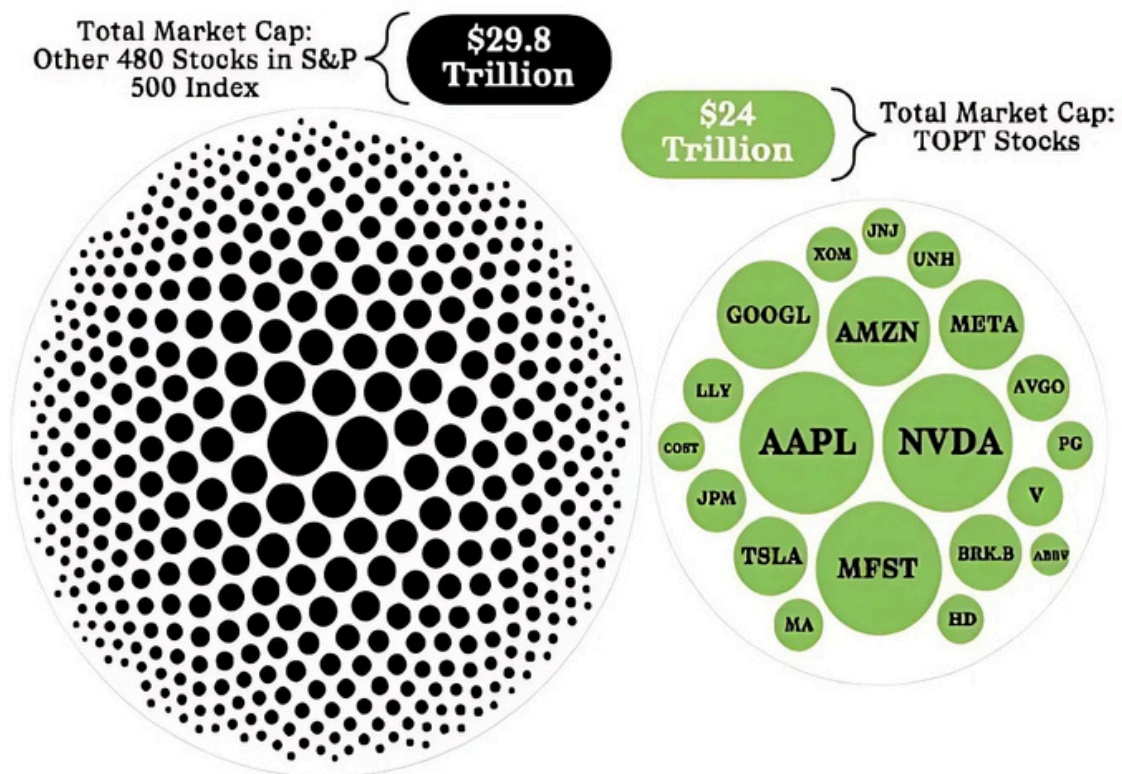 Total Market Cap:
Other 480 Stocks in S&P
500 Index
$29.8
Trillion
$24
Trillion
Total Market Cap:
TOPT Stocks
JNJ
XOM
UNH
GOOGL
AMZN
META
LLY
AVGO
AAPL
NVDA
COST
PG
JPM
V
TSLA
MFST
BRK.B
ABBV
MA
HD